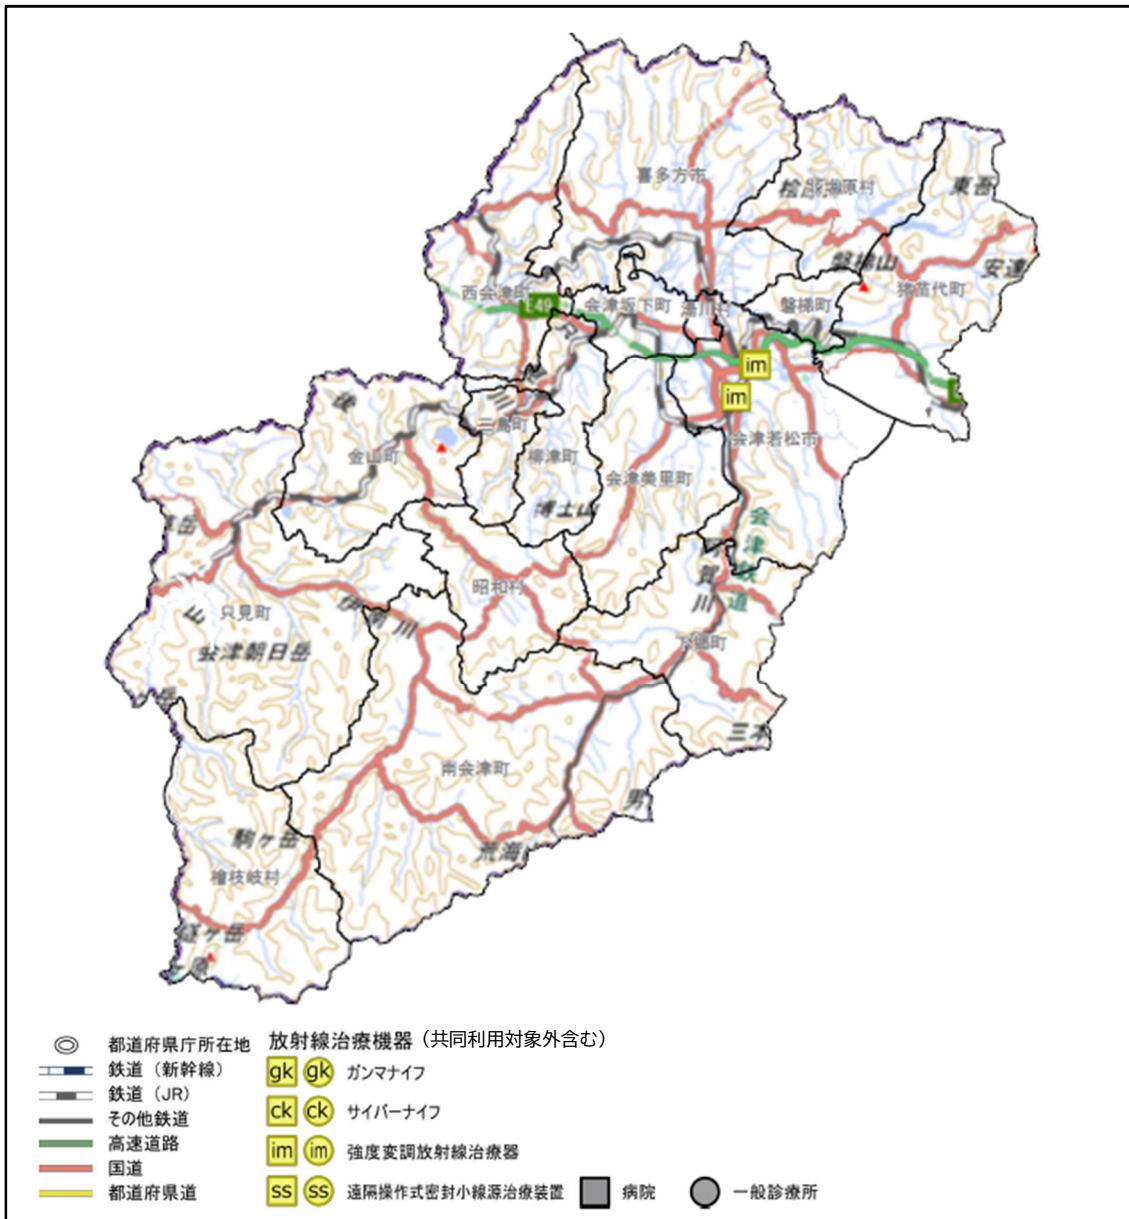 喜多方市
東吾
磐梯山
安達
猪苗代町
西会津町
E49
会津坂下町
湯川村
磐梯町
im
im
三島町
会津若松市
金山町
柳津町
会津美里町
博士山
会津鉄道
昭和村
賀川
只見町
伊南川
会津朝日岳
下郷町
三本
南会津町
男
駒ヶ岳
荒海山
檜枝岐村
都道府県庁所在地
鉄道（新幹線）
鉄道（JR）
その他鉄道
高速道路
国道
都道府県道
放射線治療機器（共同利用対象外含む）
gk gk ガンマナイフ
ck ck サイバーナイフ
im im 強度変調放射線治療器
ss ss 遠隔操作式密封小線源治療装置 病院 一般診療所